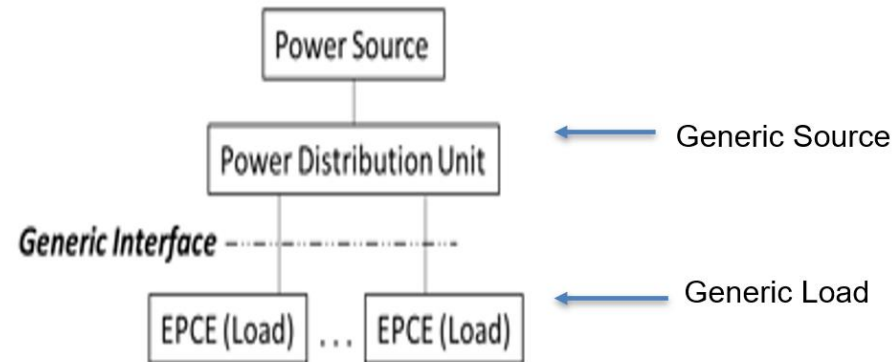 Power Source
Power Distribution Unit
Generic Source
Generic Interface
EPCE (Load) ... EPCE (Load)
Generic Load